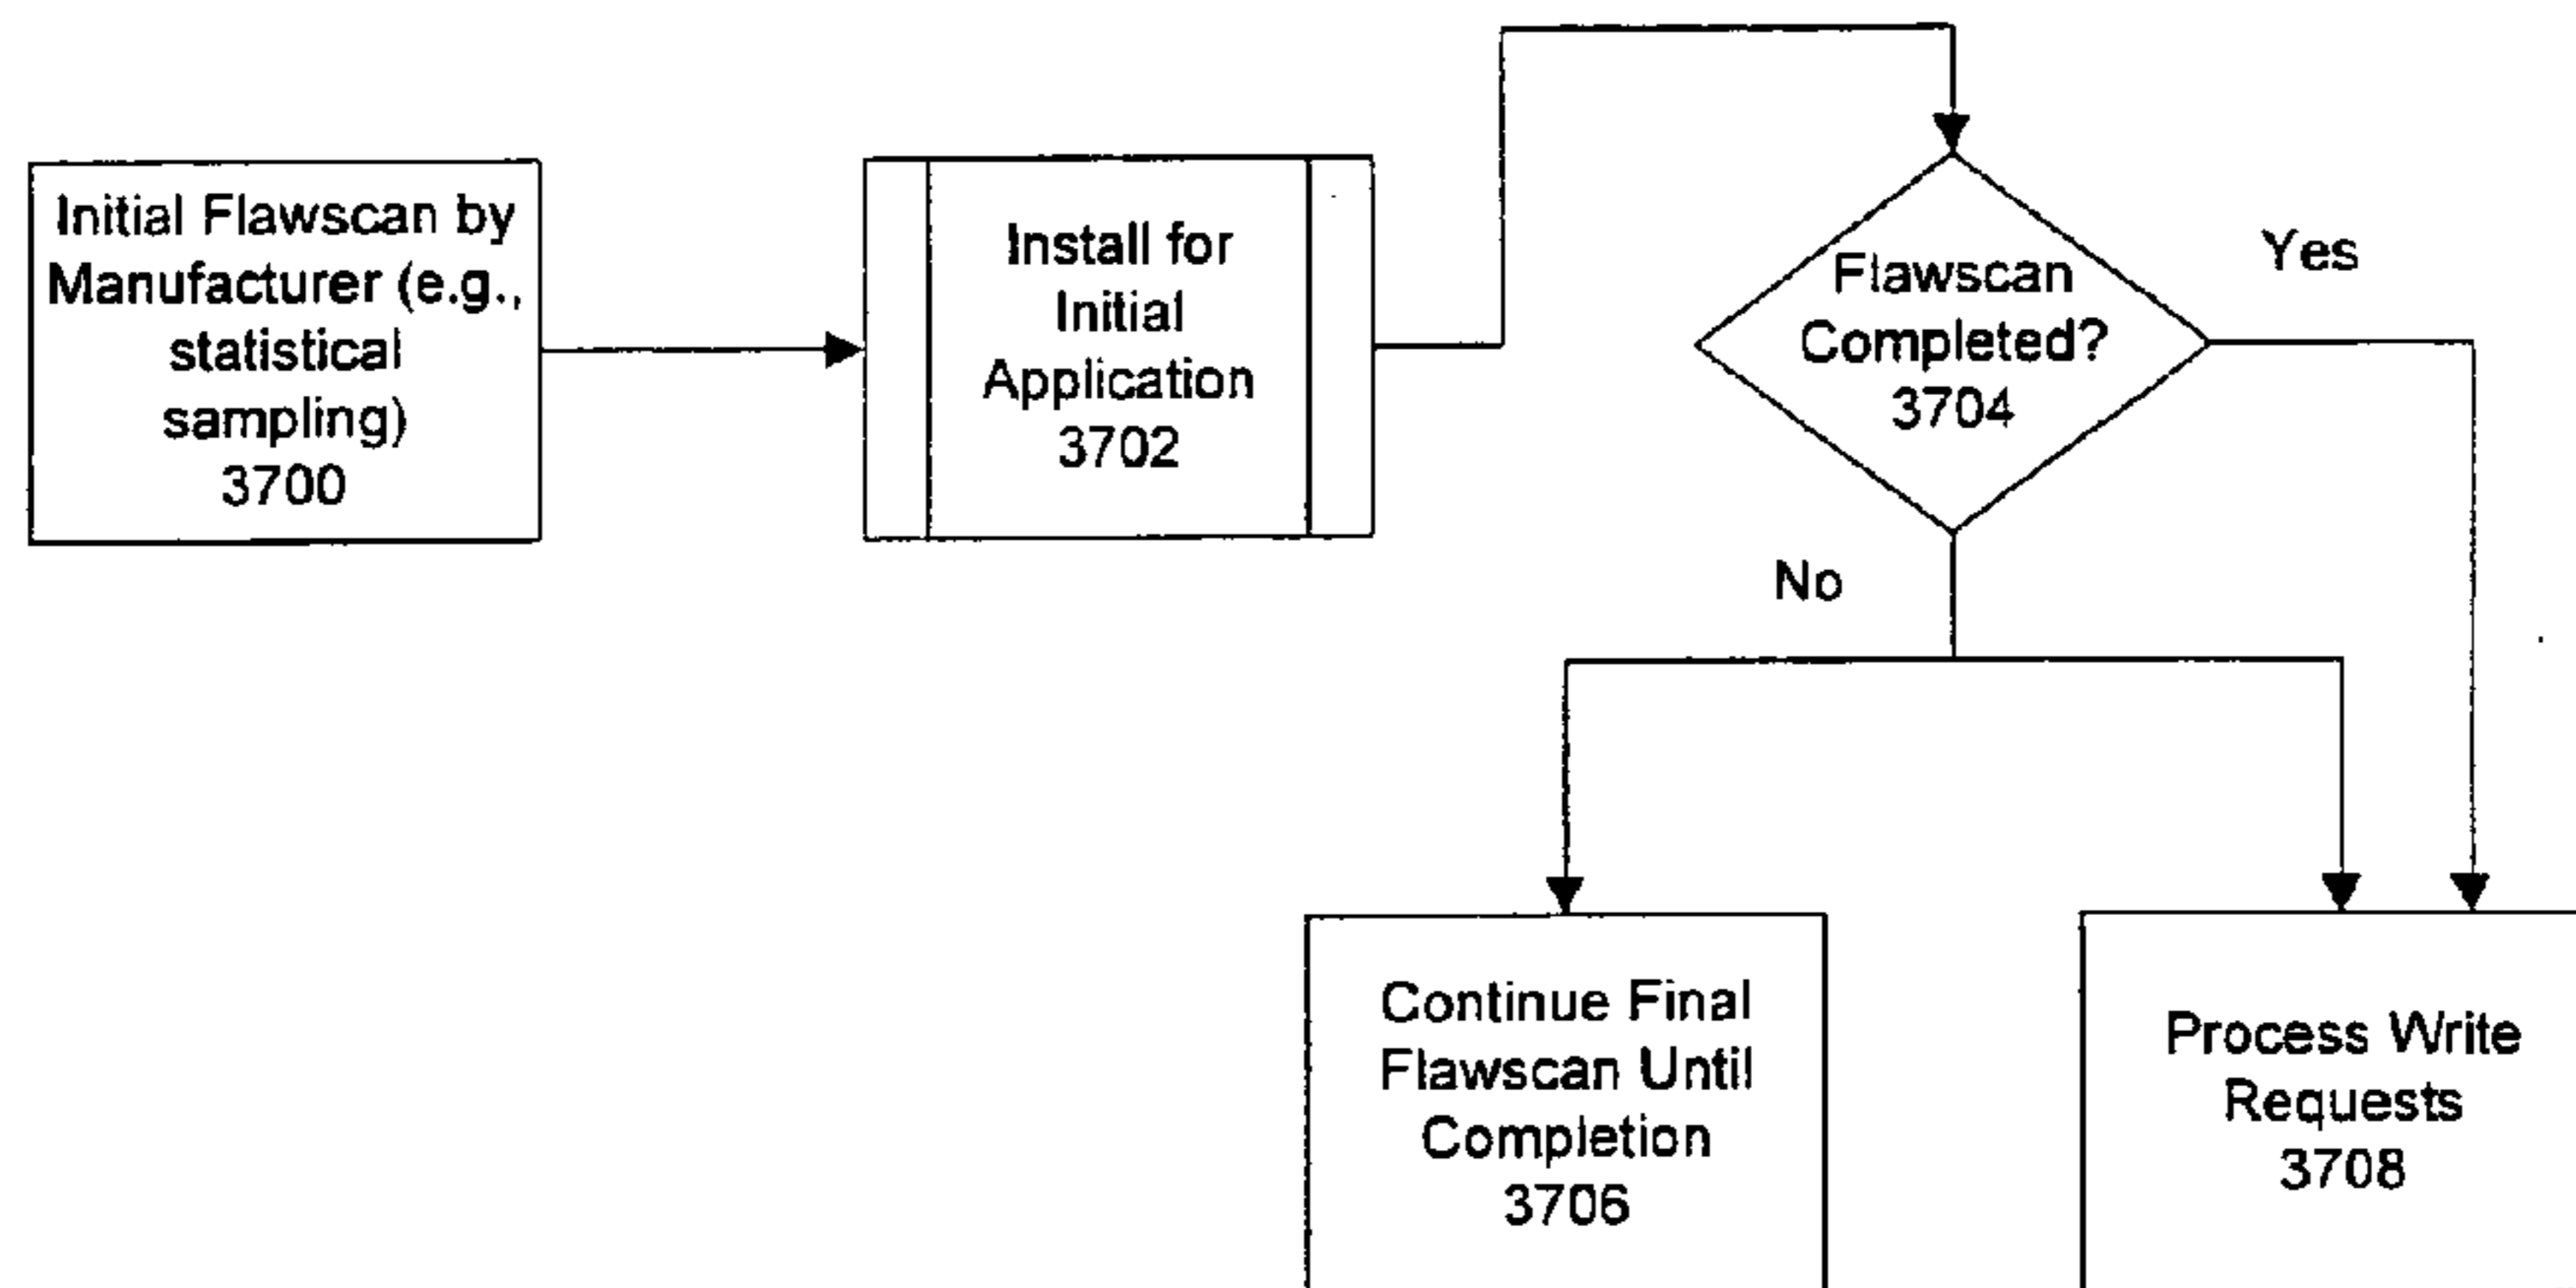 Initial Flawscan by
Manufacturer (e.g.,
statistical
sampling)
3700
Install for
Initial
Application
3702
Flawscan
Completed?
3704
Yes
No
Continue Final
Flawscan Until
Completion
3706
Process Write
Requests
3708